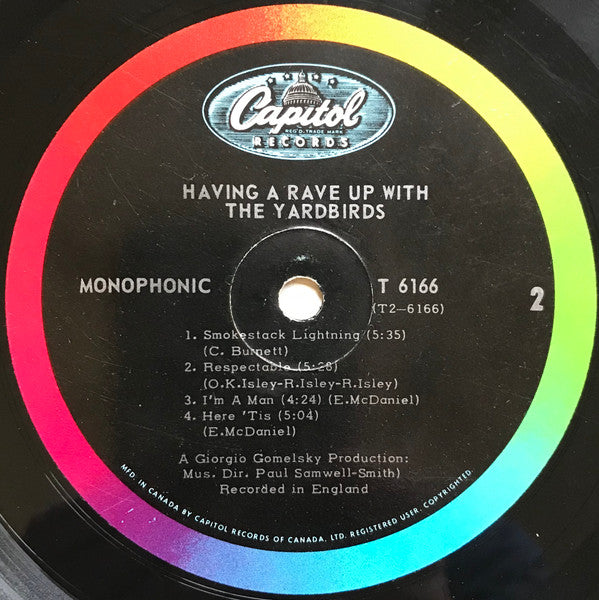 Capitol
REG'D. TRADE MARK
RECORDS
HAVING A RAVE UP WITH
THE YARDBIRDS
MONOPHONIC
T 6166
(T2-6166)
2
1. Smokestack Lightning (5:35)
(C. Burnett)
2. Respectable (5:28)
(O.K.Isley-R.Isley-R.Isley)
3. I'm A Man (4:24) (E.McDaniel)
4. Here 'Tis (5:04)
(E.McDaniel)
A Giorgio Gomelsky Production:
Mus. Dir. Paul Samwell-Smith)
Recorded in England
MFD. IN CANADA BY CAPITOL RECORDS OF CANADA, LTD. REGISTERED USER. COPYRIGHTED.